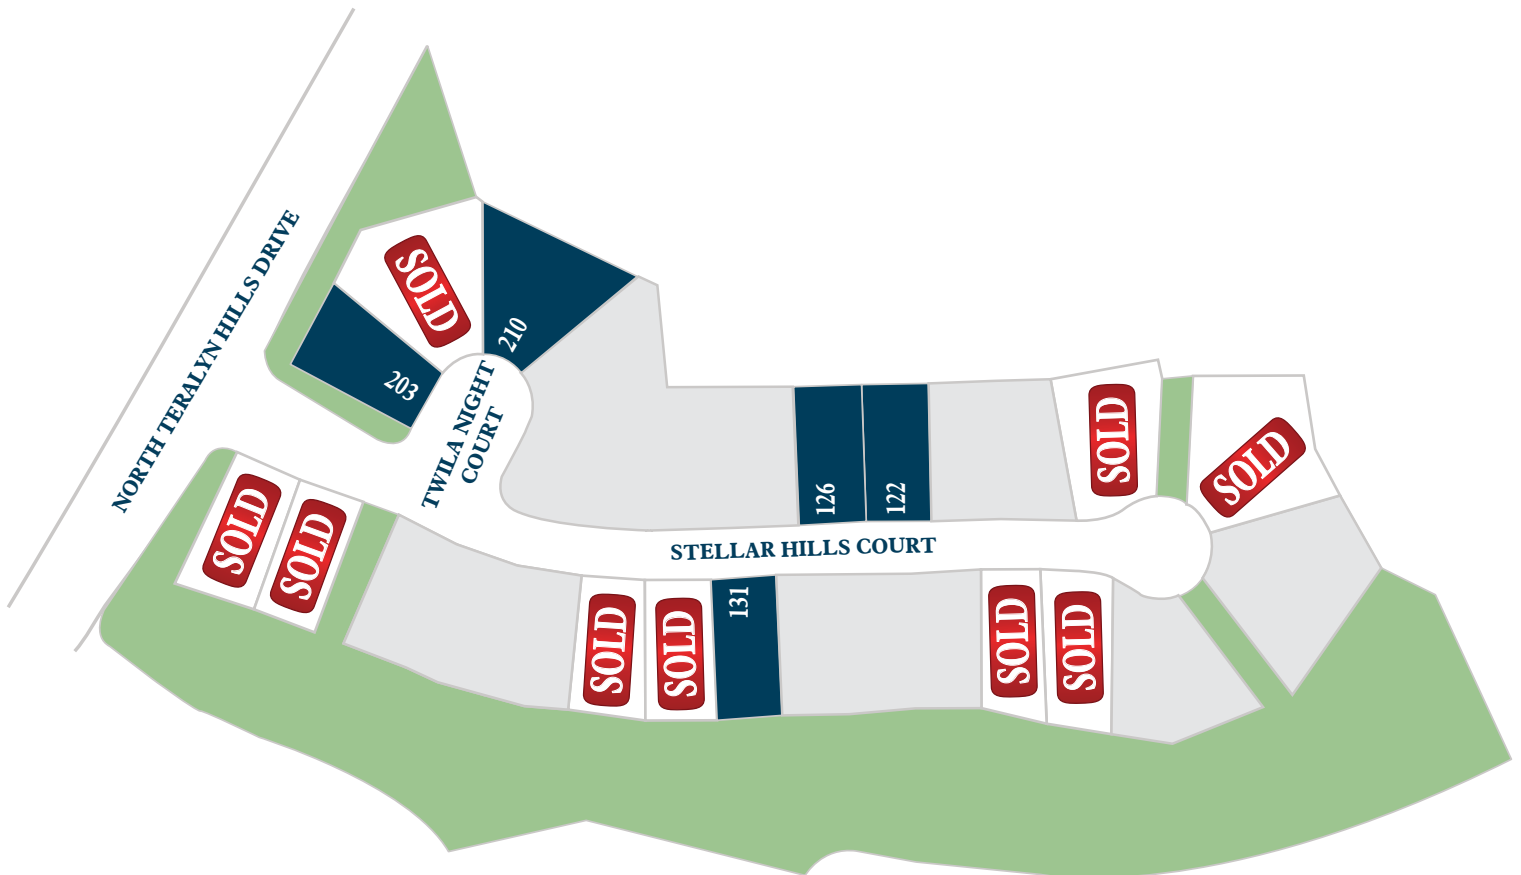 NORTH TERALYN HILLS DRIVE
SOLD
210
203
TWILA NIGHT
COURT
SOLD
SOLD
126
122
SOLD
SOLD
STELLAR HILLS COURT
SOLD
SOLD
131
SOLD
SOLD